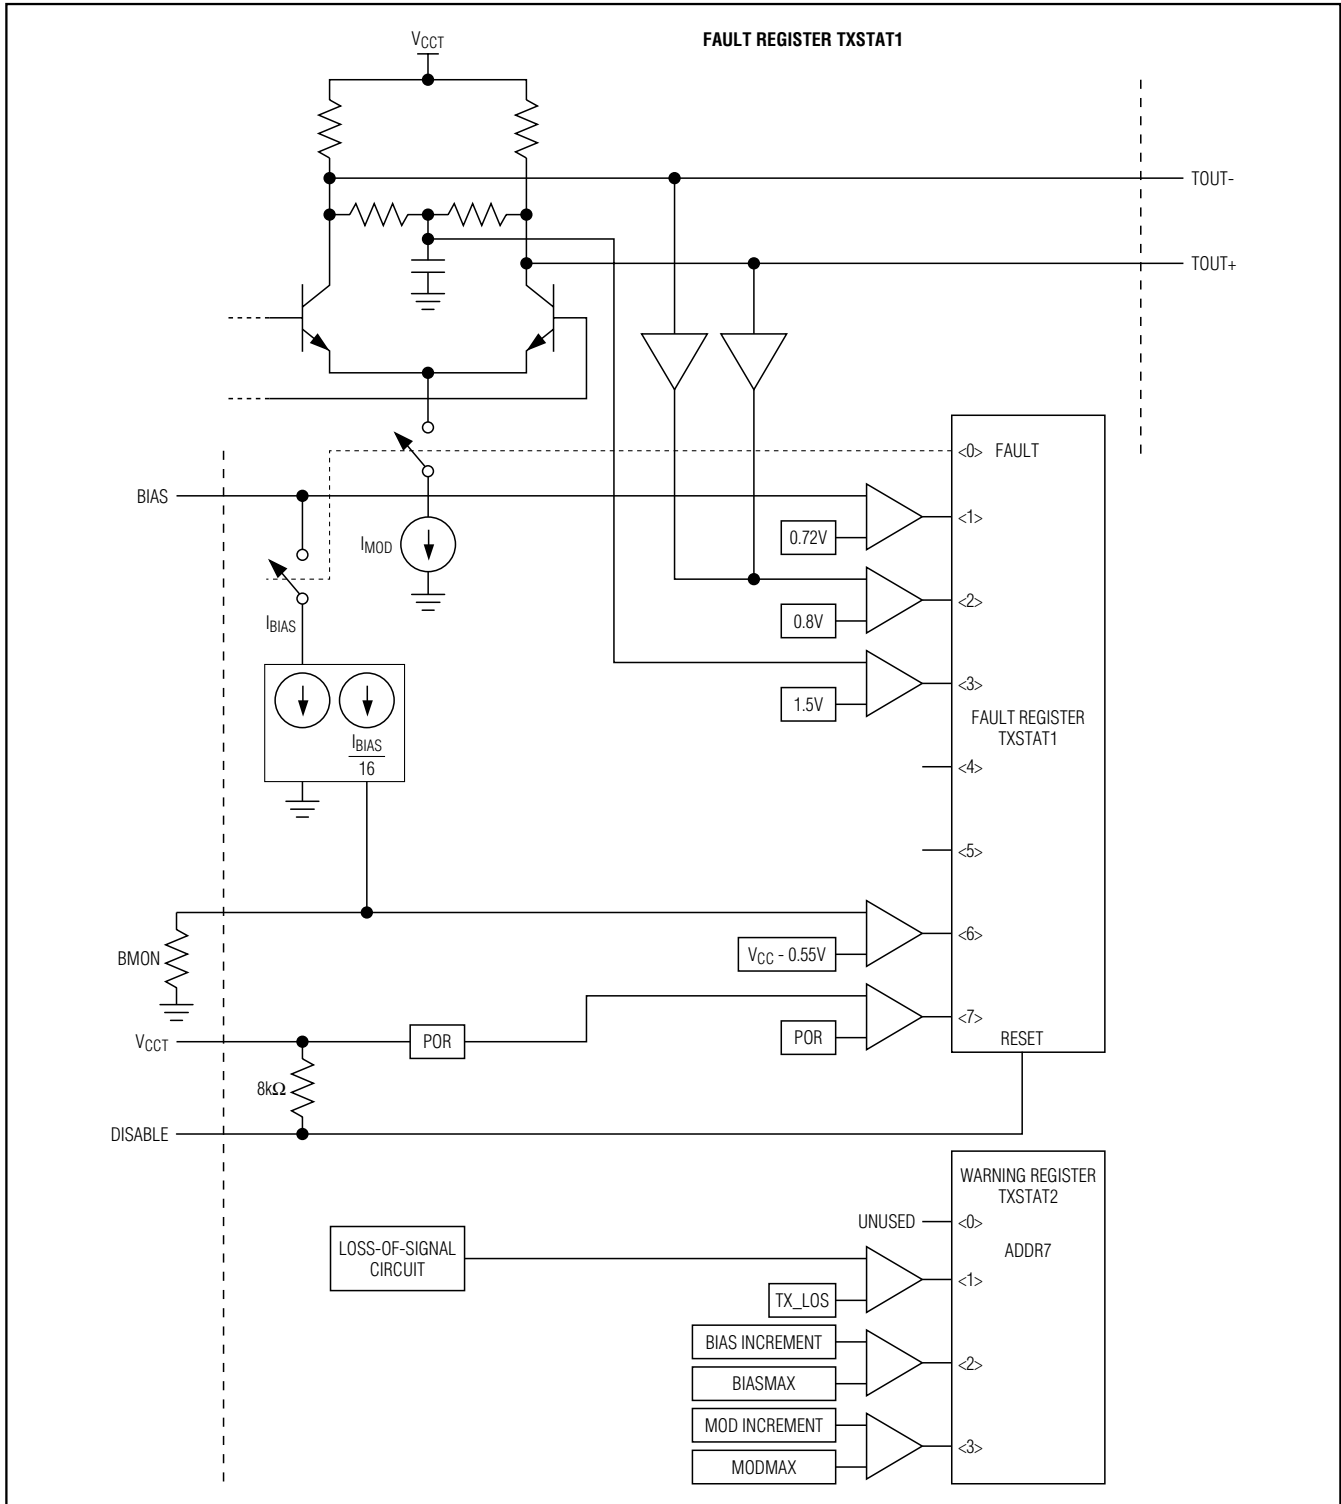 FAULT REGISTER TXSTAT1
VCCT
TOUT-
TOUT+
<0> FAULT
BIAS
<1>
0.72V
IMOD
<2>
0.8V
IBIAS
<3>
1.5V
FAULT REGISTER
TXSTAT1
IBIAS
16
<4>
<5>
<6>
VCC - 0.55V
BMON
<7>
VCCT
POR
POR
RESET
8kΩ
DISABLE
WARNING REGISTER
TXSTAT2
UNUSED
<0>
ADDR7
LOSS-OF-SIGNAL
CIRCUIT
<1>
TX_LOS
BIAS INCREMENT
<2>
BIASMAX
MOD INCREMENT
<3>
MODMAX